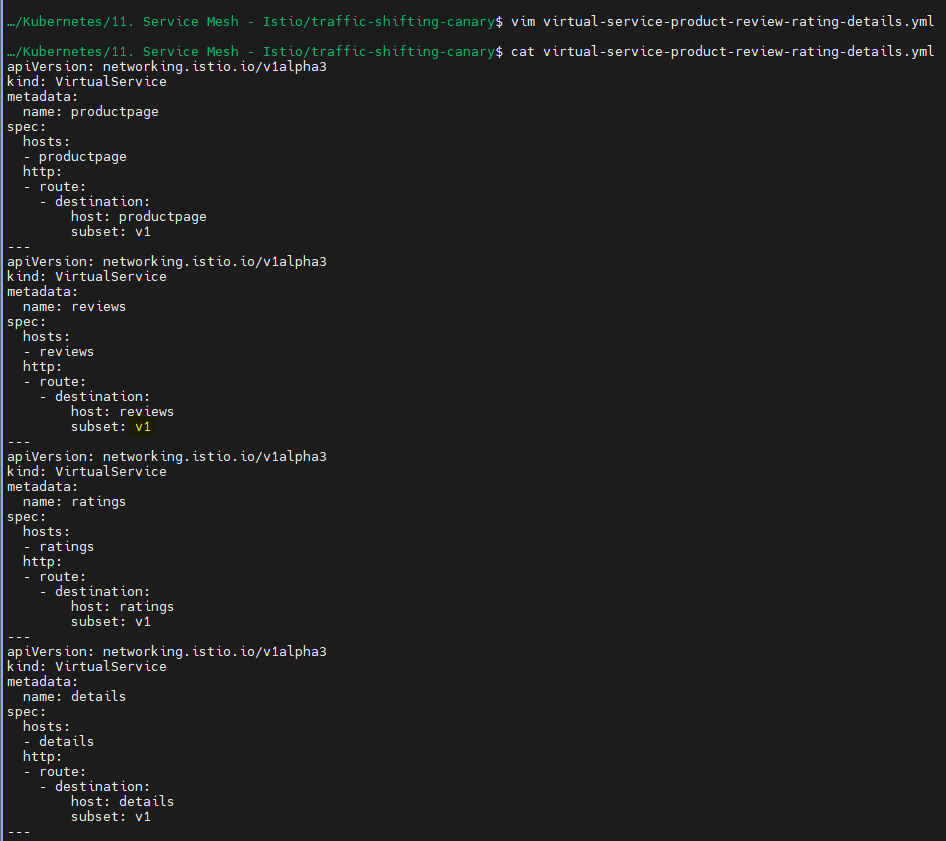 …/Kubernetes/11. Service Mesh - Istio/traffic-shifting-canary$ vim virtual-service-product-review-rating-details.yml
…/Kubernetes/11. Service Mesh - Istio/traffic-shifting-canary$ cat virtual-service-product-review-rating-details.yml
apiVersion: networking.istio.io/v1alpha3
kind: VirtualService
metadata:
  name: productpage
spec:
  hosts:
  - productpage
  http:
  - route:
    - destination:
        host: productpage
        subset: v1
---
apiVersion: networking.istio.io/v1alpha3
kind: VirtualService
metadata:
  name: reviews
spec:
  hosts:
  - reviews
  http:
  - route:
    - destination:
        host: reviews
        subset: v1
---
apiVersion: networking.istio.io/v1alpha3
kind: VirtualService
metadata:
  name: ratings
spec:
  hosts:
  - ratings
  http:
  - route:
    - destination:
        host: ratings
        subset: v1
---
apiVersion: networking.istio.io/v1alpha3
kind: VirtualService
metadata:
  name: details
spec:
  hosts:
  - details
  http:
  - route:
    - destination:
        host: details
        subset: v1
---